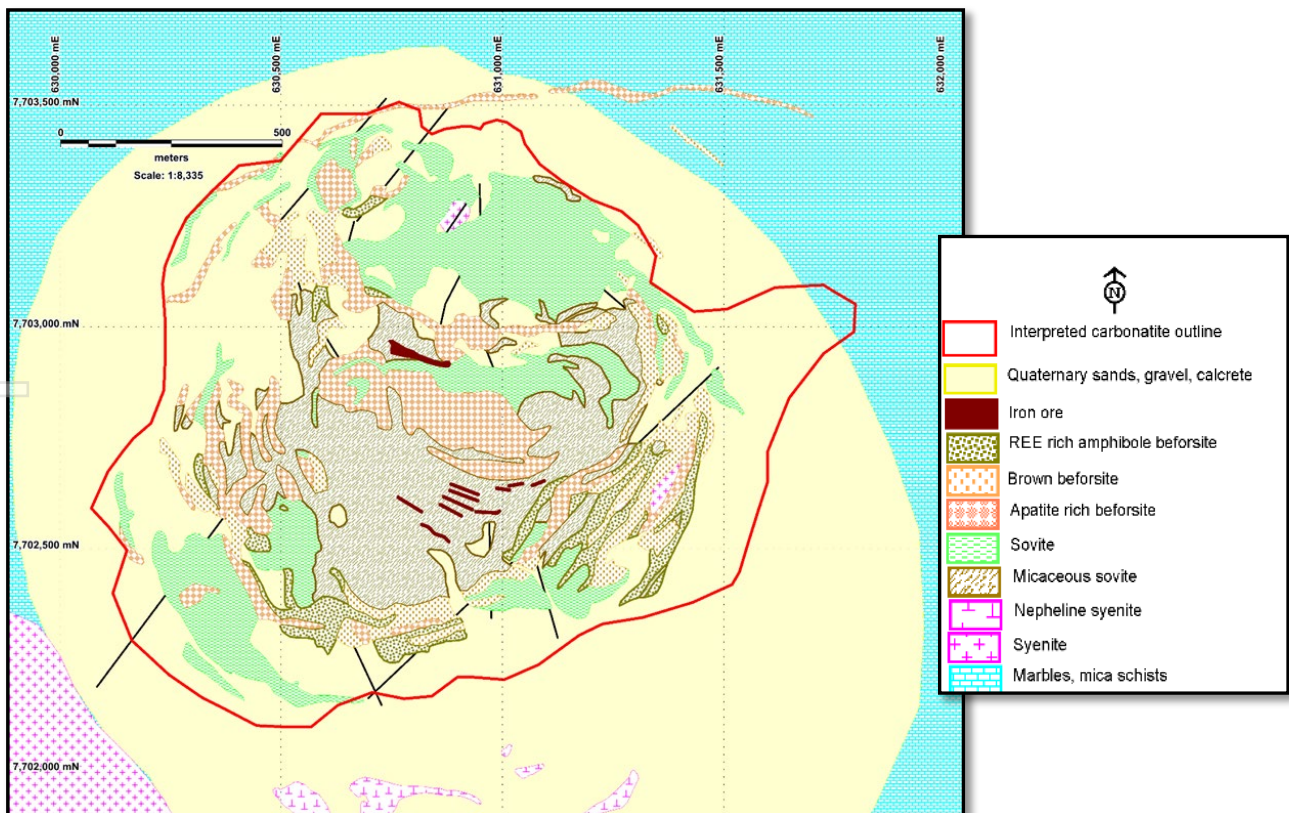 630,000 mE
630,500 mE
631,000 mE
631,500 mE
632,000 mE
7,703,500 mN
0 500
meters
Scale: 1:8,335
7,703,000 mN
7,702,500 mN
7,702,000 mN
N
Interpreted carbonatite outline
Quaternary sands, gravel, calcrete
Iron ore
REE rich amphibole beforsite
Brown beforsite
Apatite rich beforsite
Sovite
Micaceous sovite
Nepheline syenite
Syenite
Marbles, mica schists